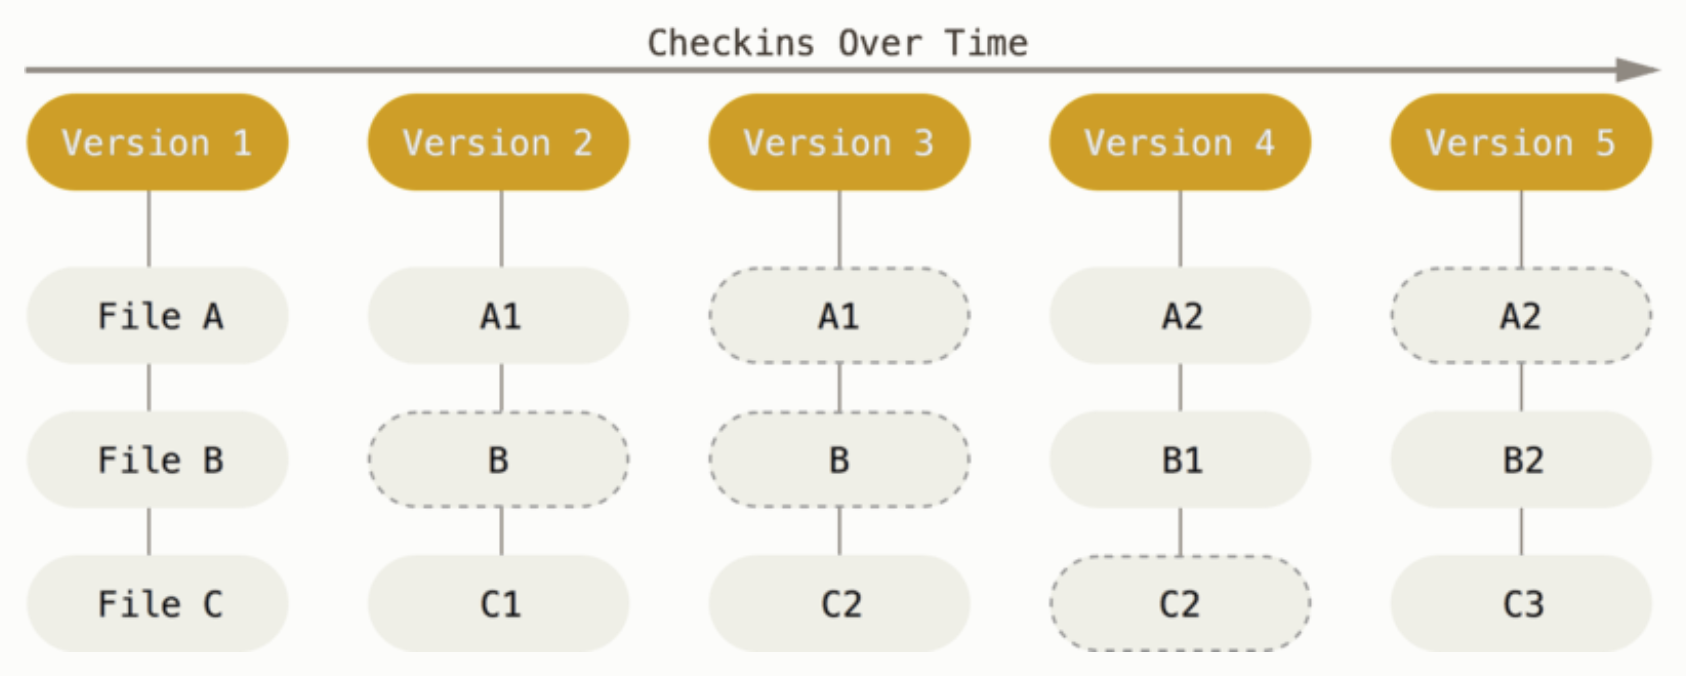 Checkins Over Time
Version 1 Version 2 Version 3 Version 4 Version 5
File A A1 A1 A2 A2
File B B B B1 B2
File C C1 C2 C2 C3